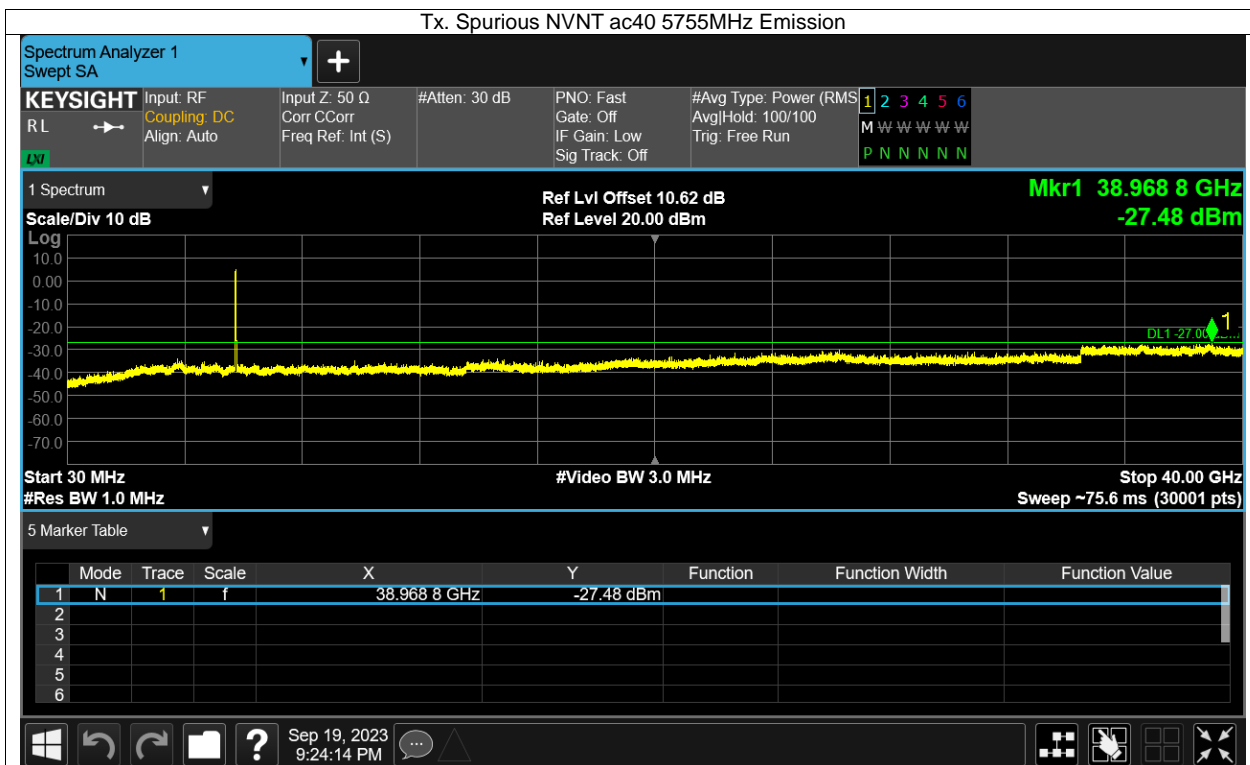 Tx. Spurious NVNT ac40 5755MHz Emission
Spectrum Analyzer 1
Swept SA
+
KEYSIGHT
RL
LXI
Input: RF
Coupling: DC
Align: Auto
Input Z: 50 Ω
Corr CCorr
Freq Ref: Int (S)
#Atten: 30 dB
PNO: Fast
Gate: Off
IF Gain: Low
Sig Track: Off
#Avg Type: Power (RMS
Avg|Hold: 100/100
Trig: Free Run
1 2 3 4 5 6
M W W W W W
P N N N N N
1 Spectrum
Scale/Div 10 dB
Ref Lvl Offset 10.62 dB
Ref Level 20.00 dBm
Mkr1 38.968 8 GHz
-27.48 dBm
Log
10.0
0.00
-10.0
-20.0
-30.0
-40.0
-50.0
-60.0
-70.0
1
DL1 -27.00
Start 30 MHz
#Res BW 1.0 MHz
#Video BW 3.0 MHz
Stop 40.00 GHz
Sweep ~75.6 ms (30001 pts)
5 Marker Table
Mode Trace Scale X Y Function Function Width Function Value
1 N 1 f 38.968 8 GHz -27.48 dBm
2
3
4
5
6
?
Sep 19, 2023
9:24:14 PM